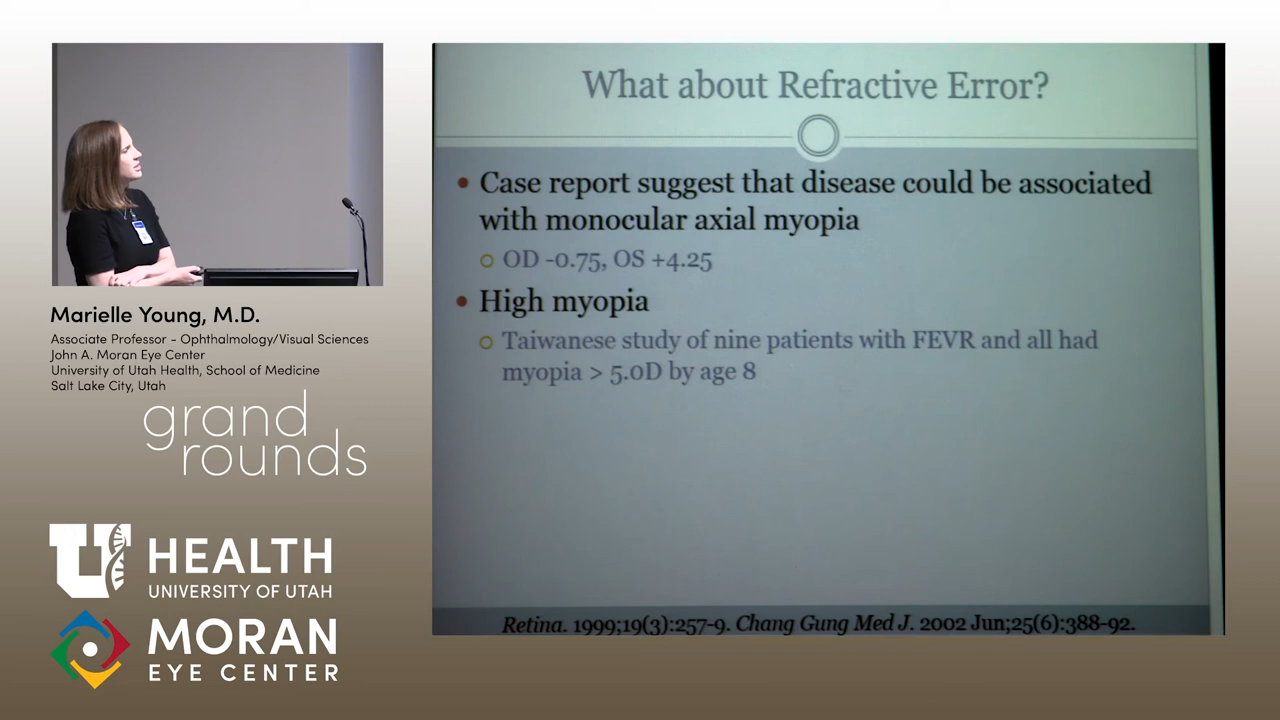 What about Refractive Error?
Case report suggest that disease could be associated
with monocular axial myopia
OD -0.75, OS +4.25
High myopia
Taiwanese study of nine patients with FEVR and all had
myopia > 5.0D by age 8
Retina. 1999;19(3):257-9. Chang Gung Med J. 2002 Jun;25(6):388-92.
Marielle Young, M.D.
Associate Professor - Ophthalmology/Visual Sciences
John A. Moran Eye Center
University of Utah Health, School of Medicine
Salt Lake City, Utah
grand
rounds
U HEALTH
UNIVERSITY OF UTAH
MORAN
EYE CENTER